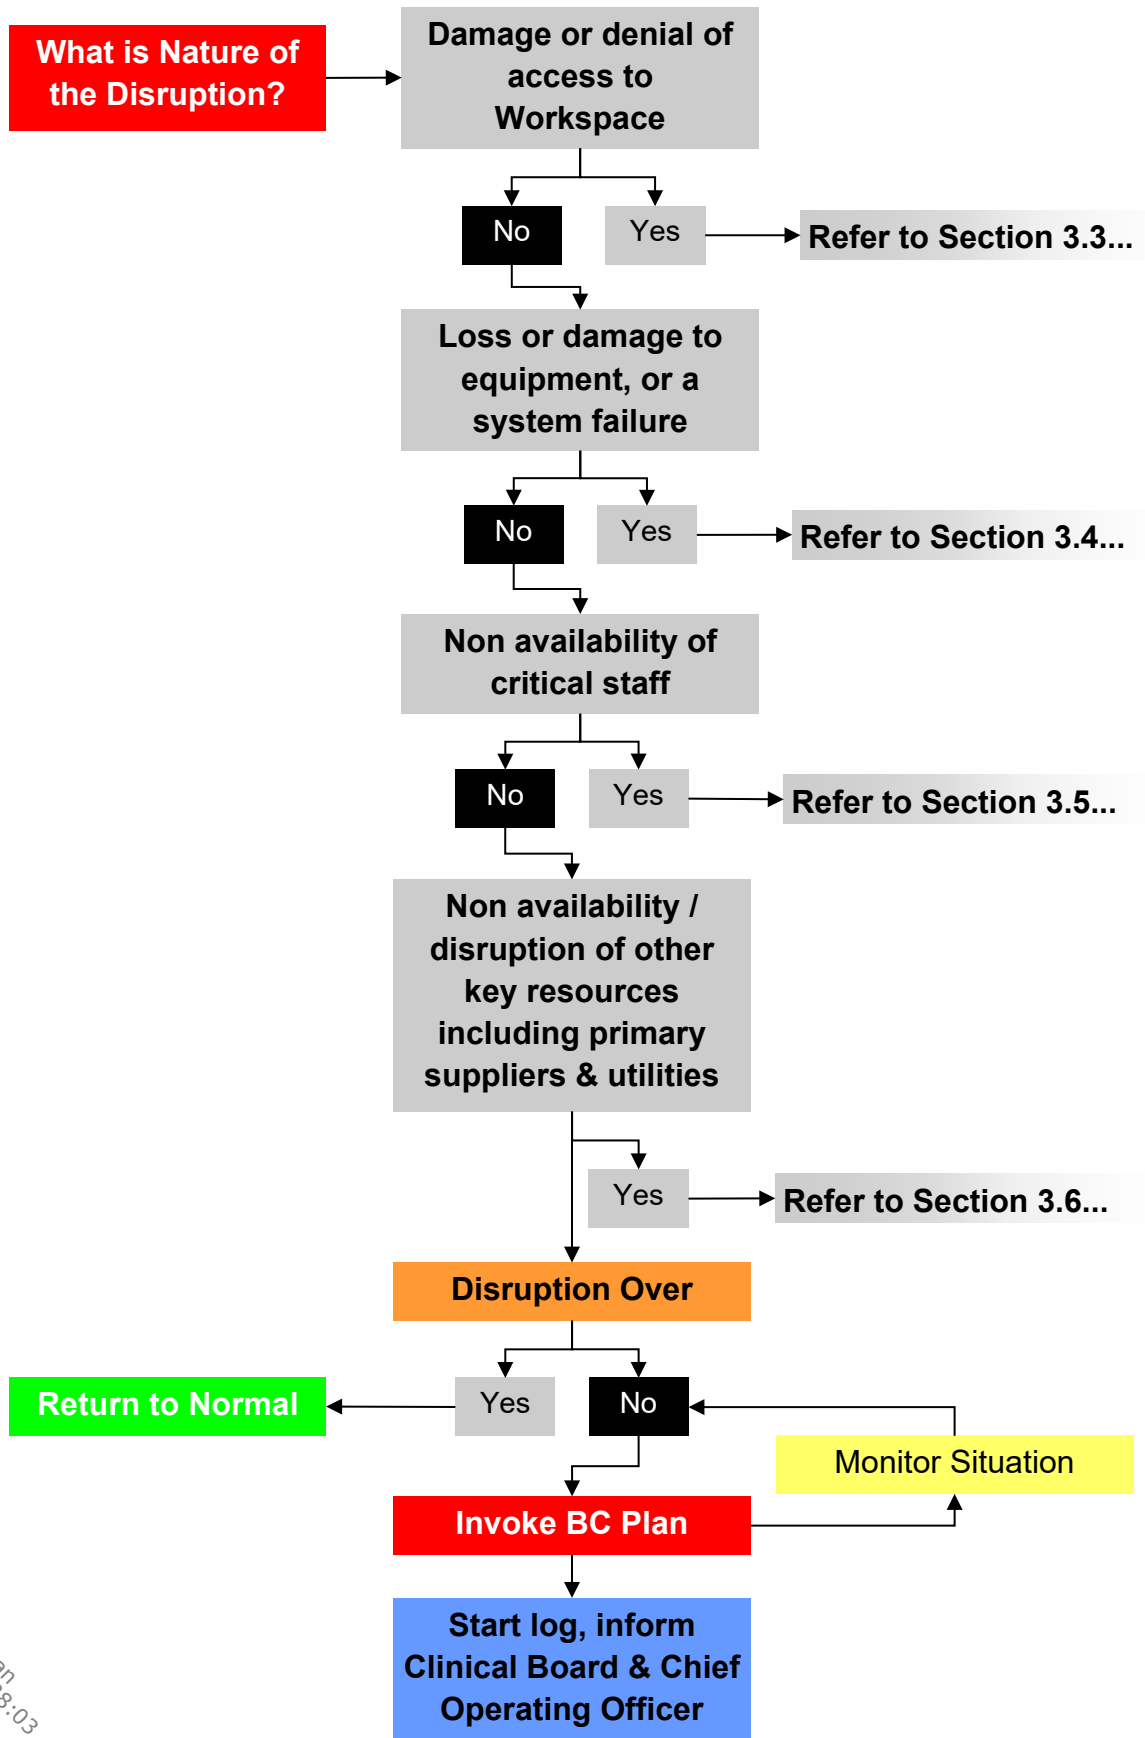 What is Nature of
the Disruption?
Damage or denial of
access to
Workspace
No
Yes
Refer to Section 3.3...
Loss or damage to
equipment, or a
system failure
No
Yes
Refer to Section 3.4...
Non availability of
critical staff
No
Yes
Refer to Section 3.5...
Non availability /
disruption of other
key resources
including primary
suppliers & utilities
Yes
Refer to Section 3.6...
Disruption Over
Return to Normal
Yes
No
Monitor Situation
Invoke BC Plan
Start log, inform
Clinical Board & Chief
Operating Officer